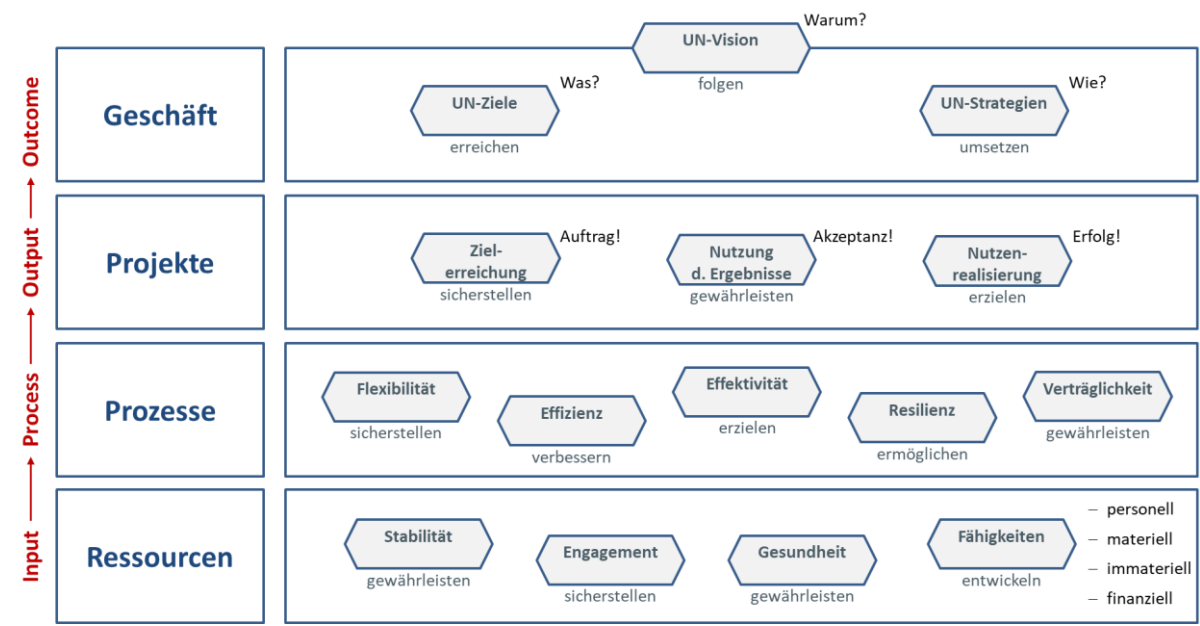 Outcome
Output
Process
Input
Geschäft
UN-Vision
Warum?
folgen
UN-Ziele
Was?
erreichen
UN-Strategien
Wie?
umsetzen
Projekte
Ziel-
erreichung
Auftrag!
sicherstellen
Nutzung
d. Ergebnisse
Akzeptanz!
gewährleisten
Nutzen-
realisierung
Erfolg!
erzielen
Prozesse
Flexibilität
sicherstellen
Effizienz
verbessern
Effektivität
erzielen
Resilienz
ermöglichen
Verträglichkeit
gewährleisten
Ressourcen
Stabilität
gewährleisten
Engagement
sicherstellen
Gesundheit
gewährleisten
Fähigkeiten
entwickeln
– personell
– materiell
– immateriell
– finanziell